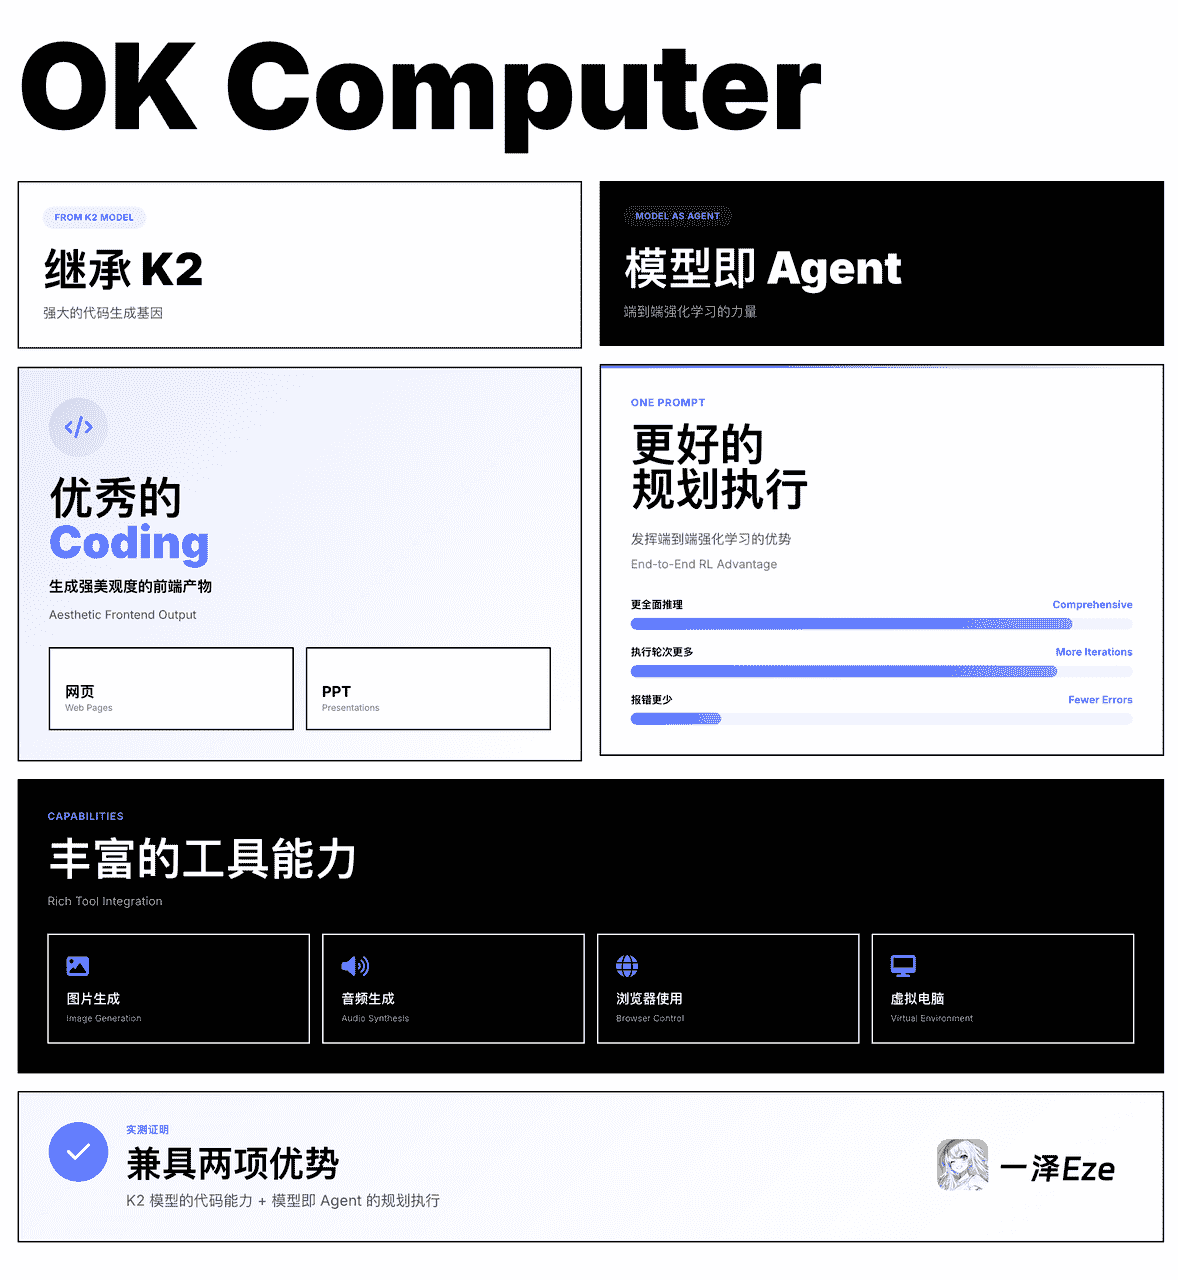 OK Computer
FROM K2 MODEL
继承 K2
强大的代码生成基因
MODEL AS AGENT
模型即 Agent
端到端强化学习的力量
优秀的
Coding
生成强美观度的前端产物
Aesthetic Frontend Output
网页
Web Pages
PPT
Presentations
ONE PROMPT
更好的
规划执行
发挥端到端强化学习的优势
End-to-End RL Advantage
更全面推理 Comprehensive
执行轮次更多 More Iterations
报错更少 Fewer Errors
CAPABILITIES
丰富的工具能力
Rich Tool Integration
图片生成
Image Generation
音频生成
Audio Synthesis
浏览器使用
Browser Control
虚拟电脑
Virtual Environment
实测证明
兼具两项优势
K2 模型的代码能力 + 模型即 Agent 的规划执行
一泽Eze